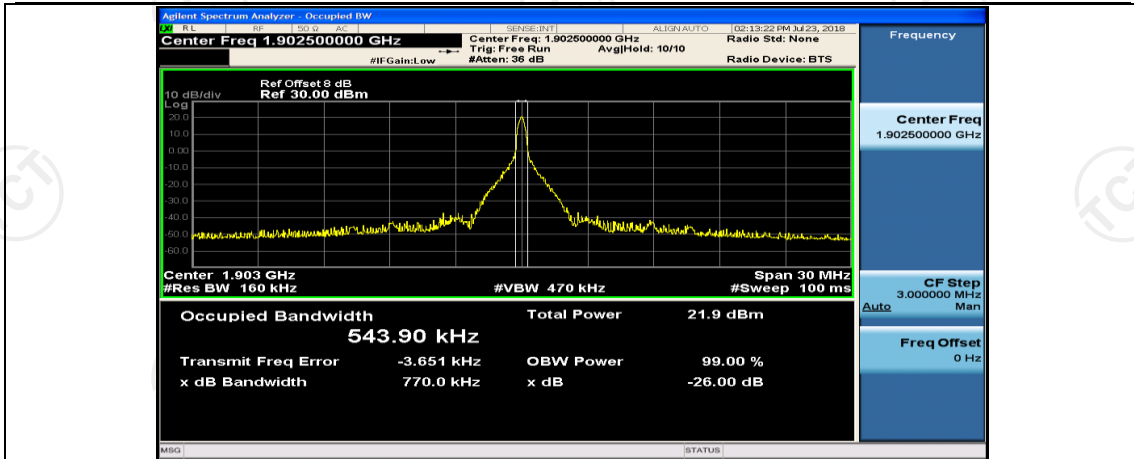 Agilent Spectrum Analyzer - Occupied BW
LXI RL RF 50 Ω AC SENSE:INT ALIGN AUTO 02:13:22 PM Jul 23, 2018
Center Freq 1.902500000 GHz
Center Freq: 1.902500000 GHz Radio Std: None
Trig: Free Run Avg|Hold: 10/10
#IFGain:Low #Atten: 36 dB Radio Device: BTS
Ref Offset 8 dB
10 dB/div Ref 30.00 dBm
Log
20.0
10.0
0.00
-10.0
-20.0
-30.0
-40.0
-50.0
-60.0
Center 1.903 GHz Span 30 MHz
#Res BW 160 kHz #VBW 470 kHz #Sweep 100 ms
Occupied Bandwidth Total Power 21.9 dBm
543.90 kHz
Transmit Freq Error -3.651 kHz OBW Power 99.00 %
x dB Bandwidth 770.0 kHz x dB -26.00 dB
MSG STATUS
Frequency
Center Freq
1.902500000 GHz
CF Step
3.000000 MHz
Auto Man
Freq Offset
0 Hz
TCT
TCT